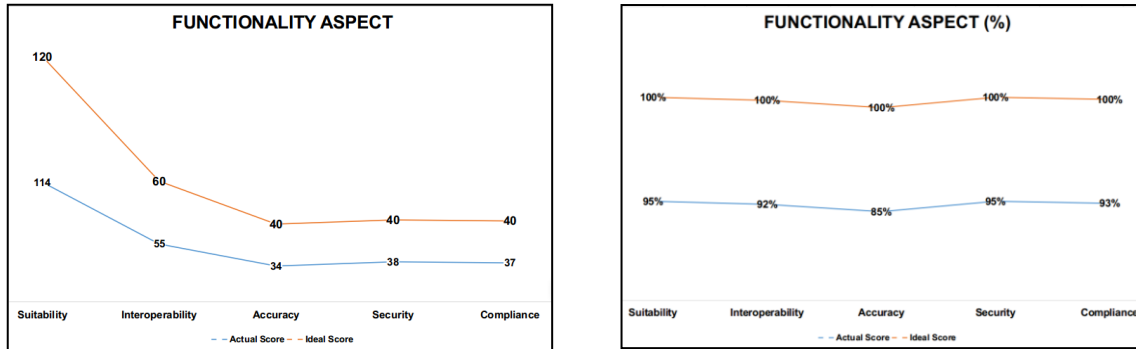 FUNCTIONALITY ASPECT
120
114
60
55
40
34
40
38
40
37
Suitability Interoperability Accuracy Security Compliance
Actual Score Ideal Score
FUNCTIONALITY ASPECT (%)
100% 100% 100% 100% 100%
95% 92% 85% 95% 93%
Suitability Interoperability Accuracy Security Compliance
Actual Score Ideal Score